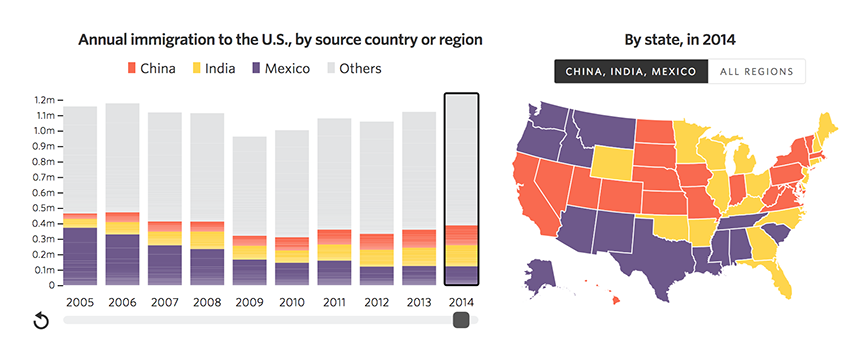 Annual immigration to the U.S., by source country or region
China India Mexico Others
1.2m
1.1m
1.0m
0.9m
0.8m
0.7m
0.6m
0.5m
0.4m
0.3m
0.2m
0.1m
0
2005 2006 2007 2008 2009 2010 2011 2012 2013 2014
By state, in 2014
CHINA, INDIA, MEXICO ALL REGIONS